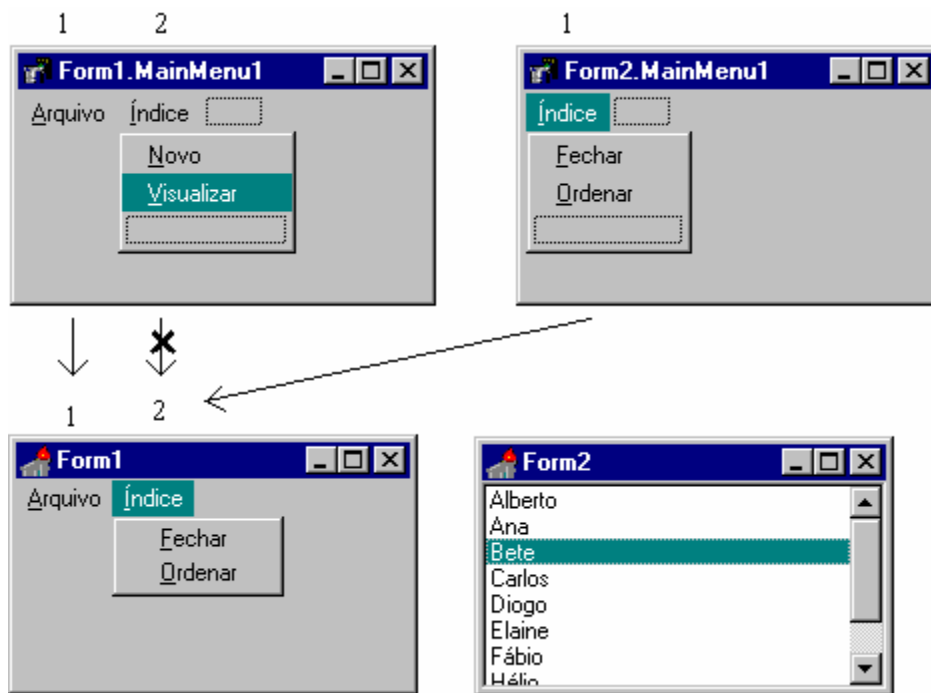 1 2
1
Form1.MainMenu1
Arquivo Índice
Novo
Visualizar
Form2.MainMenu1
Índice
Fechar
Ordenar
1 2
Form1
Arquivo Índice
Fechar
Ordenar
Form2
Alberto
Ana
Bete
Carlos
Diogo
Elaine
Fábio
Hélio